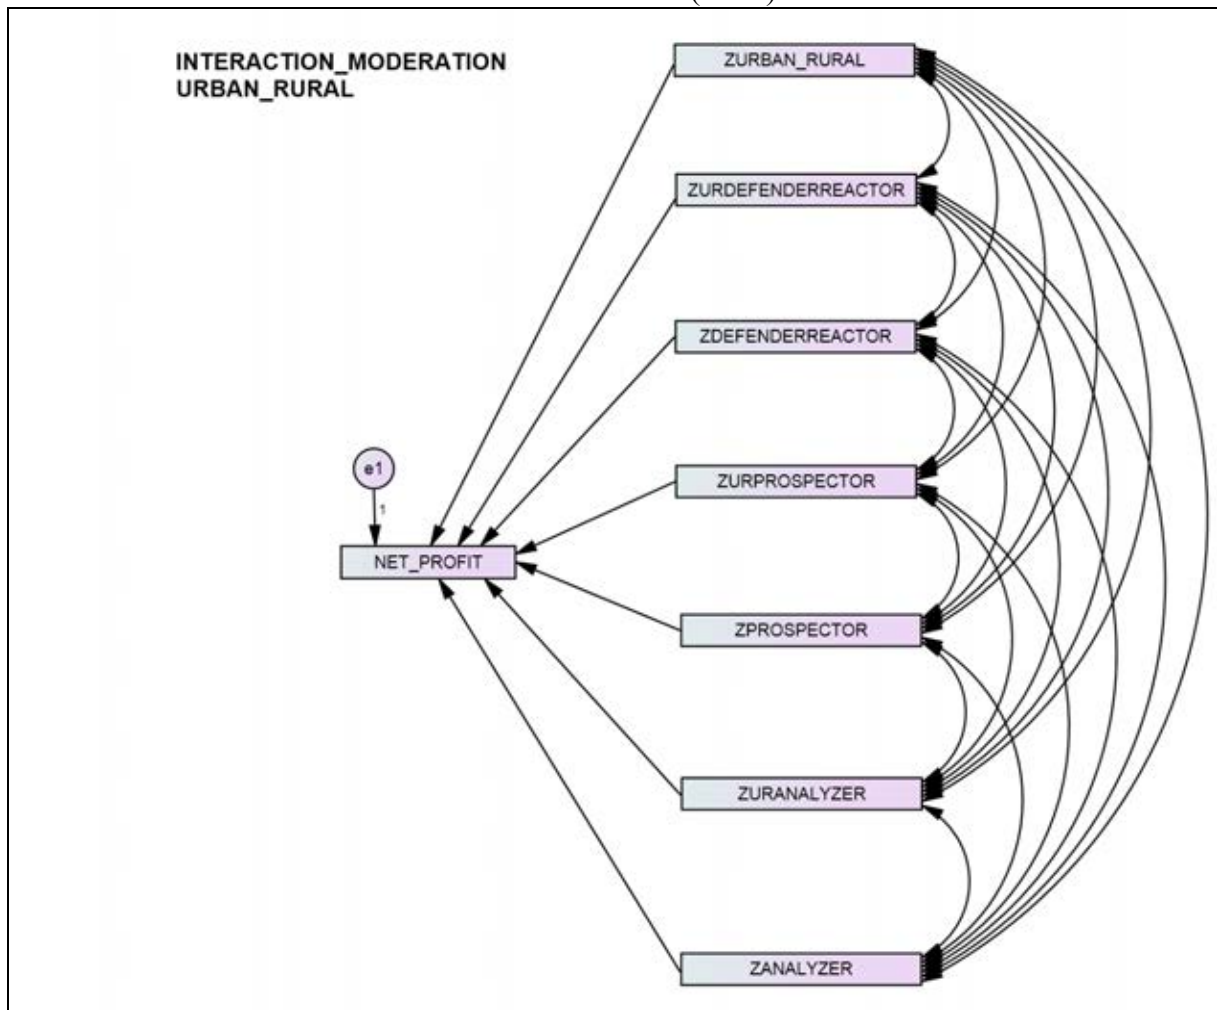 INTERACTION_MODERATION
URBAN_RURAL
ZURBAN_RURAL
ZURDEFENDERREACTOR
ZDEFENDERREACTOR
ZURPROSPECTOR
e1
1
NET_PROFIT
ZPROSPECTOR
ZURANALYZER
ZANALYZER